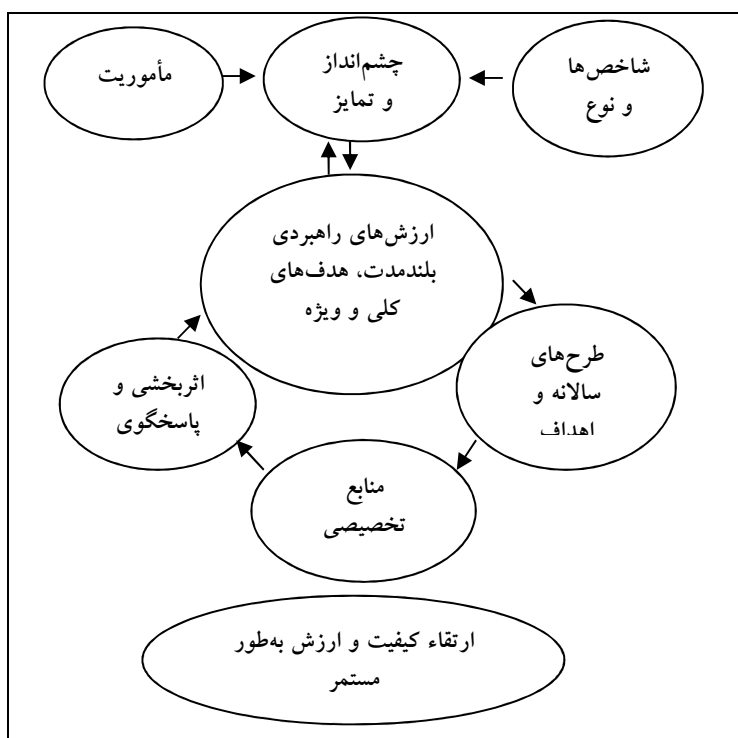 مأموریت
چشم‌انداز
و تمایز
شاخص‌ها
و نوع
ارزش‌های راهبردی
بلندمدت، هدف‌های
کلی و ویژه
طرح‌های
سالانه و
اهداف
اثربخشی و
پاسخگوی
منابع
تخصیصی
ارتقاء کیفیت و ارزش به‌طور
مستمر